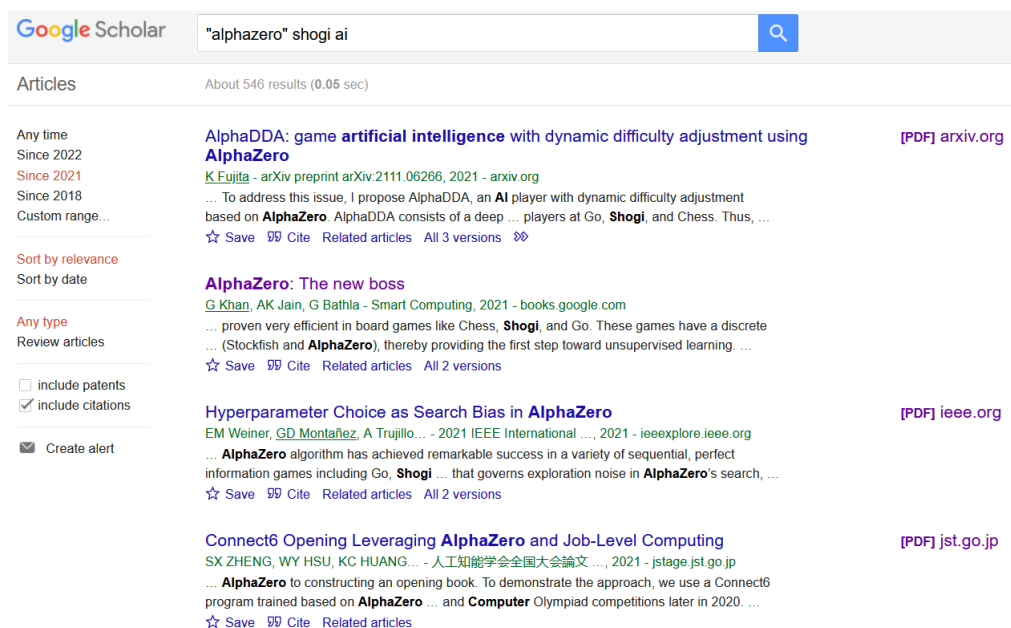 Google Scholar
"alphazero" shogi ai
Articles
About 546 results (0.05 sec)
Any time
Since 2022
Since 2021
Since 2018
Custom range...
Sort by relevance
Sort by date
Any type
Review articles
include patents
include citations
Create alert
AlphaDDA: game artificial intelligence with dynamic difficulty adjustment using
AlphaZero
[PDF] arxiv.org
K Fujita - arXiv preprint arXiv:2111.06266, 2021 - arxiv.org
... To address this issue, I propose AlphaDDA, an AI player with dynamic difficulty adjustment
based on AlphaZero. AlphaDDA consists of a deep ... players at Go, Shogi, and Chess. Thus, ...
Save Cite Related articles All 3 versions
AlphaZero: The new boss
G Khan, AK Jain, G Bathla - Smart Computing, 2021 - books.google.com
... proven very efficient in board games like Chess, Shogi, and Go. These games have a discrete
... (Stockfish and AlphaZero), thereby providing the first step toward unsupervised learning. ...
Save Cite Related articles All 2 versions
Hyperparameter Choice as Search Bias in AlphaZero
[PDF] ieee.org
EM Weiner, GD Montañez, A Trujillo... - 2021 IEEE International ..., 2021 - ieeexplore.ieee.org
... AlphaZero algorithm has achieved remarkable success in a variety of sequential, perfect
information games including Go, Shogi ... that governs exploration noise in AlphaZero's search, ...
Save Cite Related articles All 2 versions
Connect6 Opening Leveraging AlphaZero and Job-Level Computing
[PDF] jst.go.jp
SX ZHENG, WY HSU, KC HUANG... - 人工知能学会全国大会論文 ..., 2021 - jstage.jst.go.jp
... AlphaZero to constructing an opening book. To demonstrate the approach, we use a Connect6
program trained based on AlphaZero ... and Computer Olympiad competitions later in 2020. ...
Save Cite Related articles